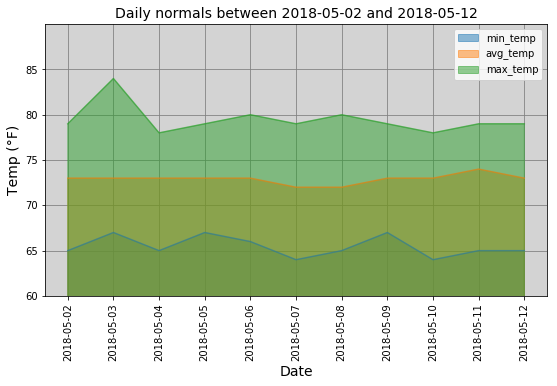 Daily normals between 2018-05-02 and 2018-05-12
min_temp
avg_temp
max_temp
Temp (°F)
85
80
75
70
65
60
2018-05-02
2018-05-03
2018-05-04
2018-05-05
2018-05-06
2018-05-07
2018-05-08
2018-05-09
2018-05-10
2018-05-11
2018-05-12
Date